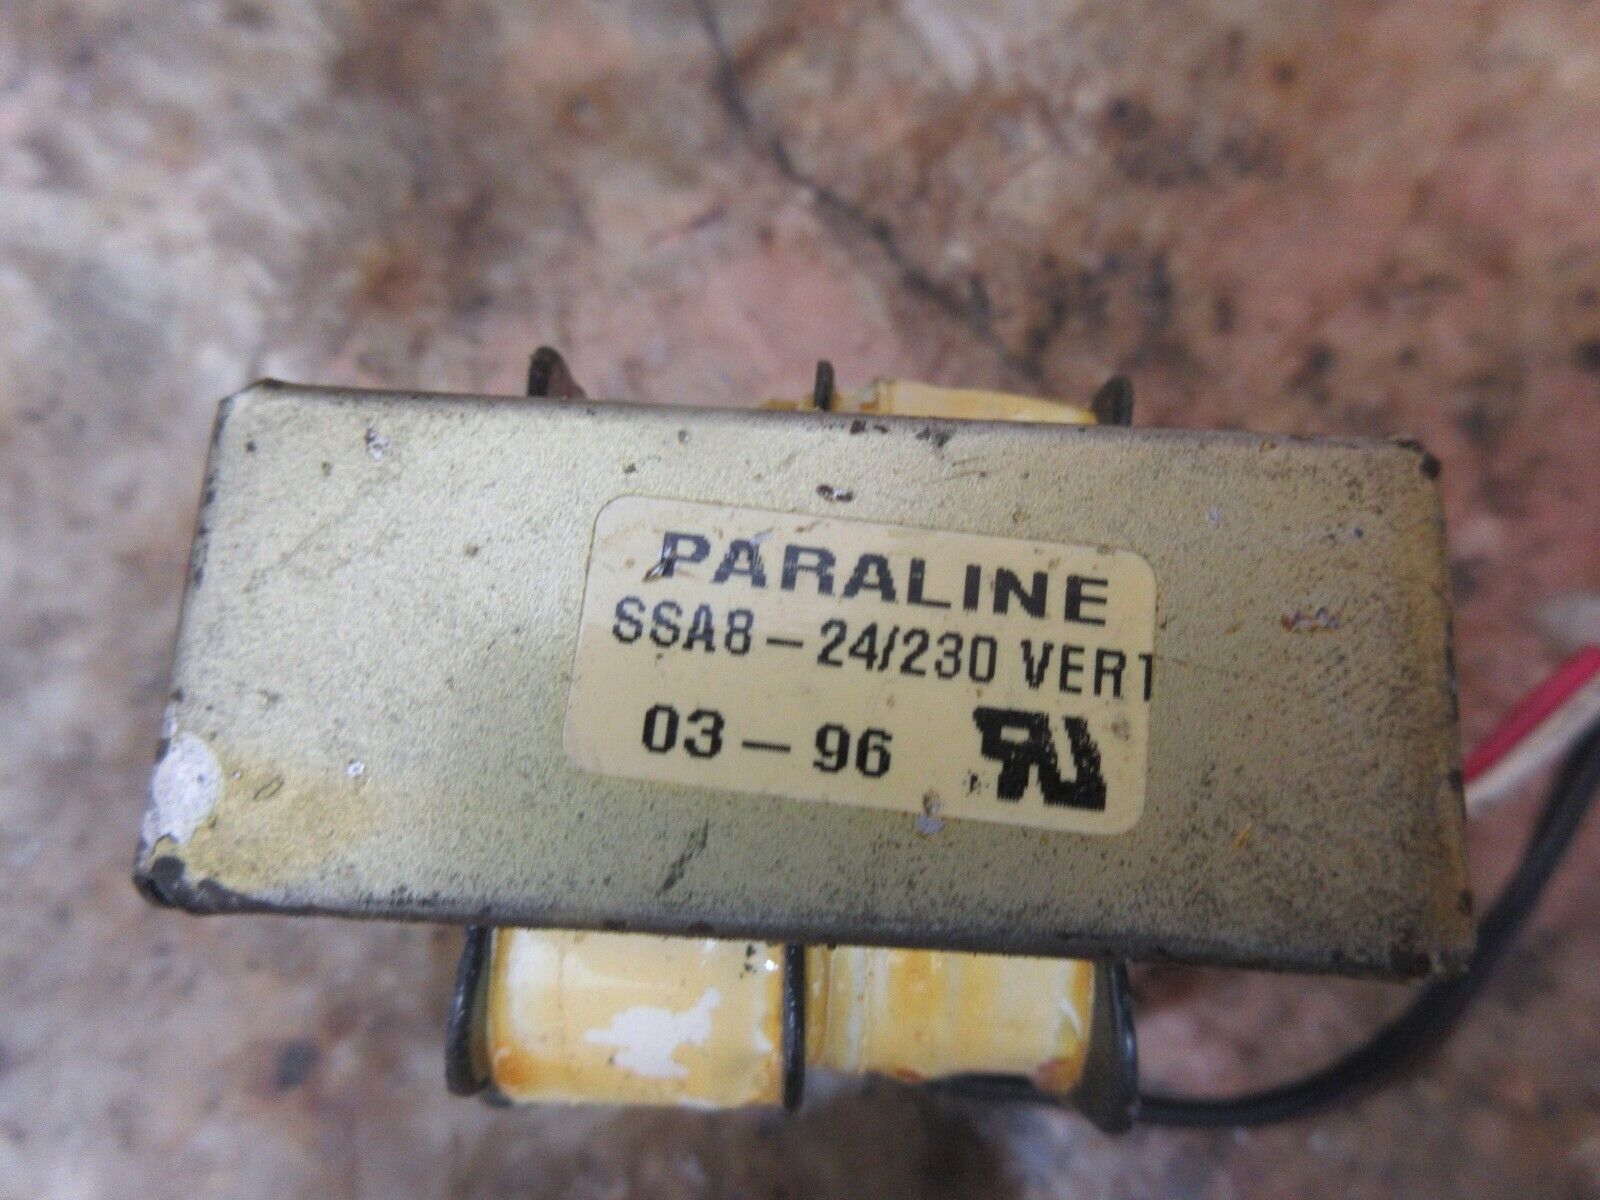 PARALINE
SSA8-24/230 VERT
03-96